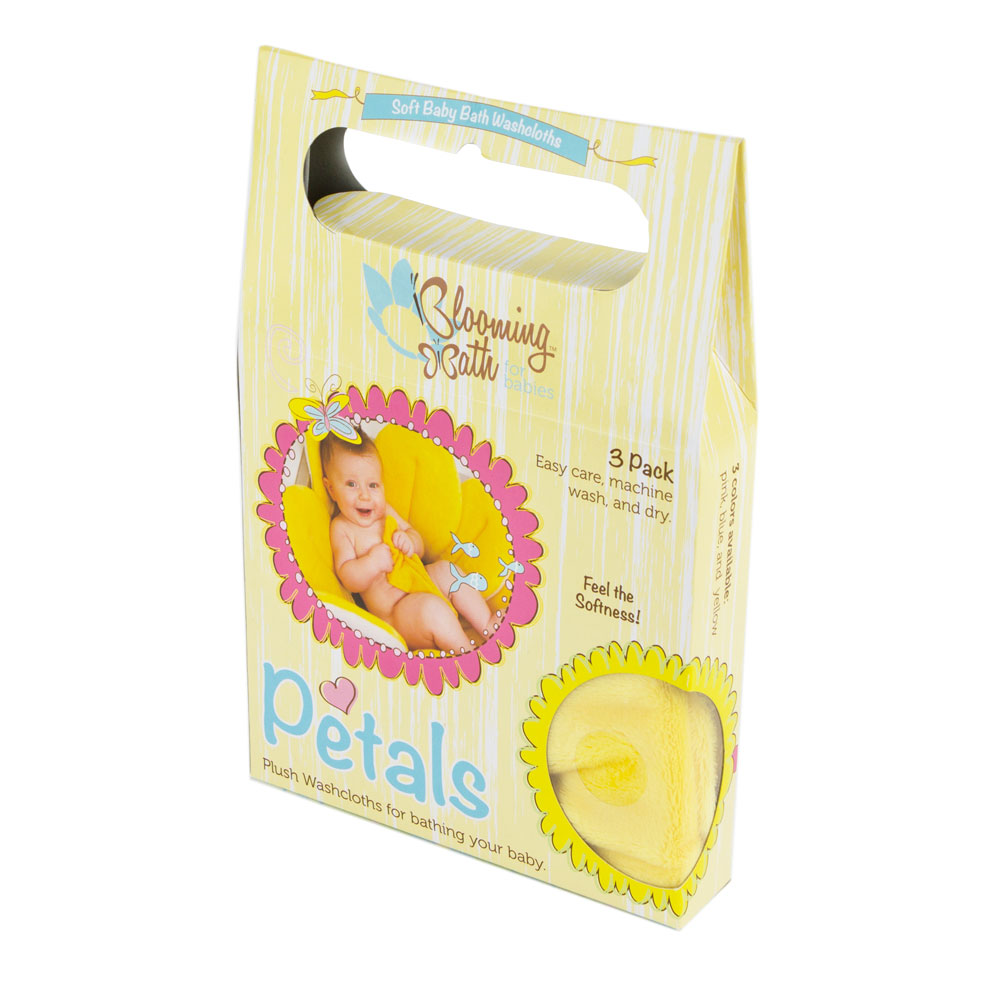 Soft Baby Bath Washcloths
Blooming™
Bath for
babies
3 Pack
Easy care, machine
wash, and dry.
Feel the
Softness!
Petals
Plush Washcloths for bathing your baby.
3 colors available:
pink, blue, and yellow